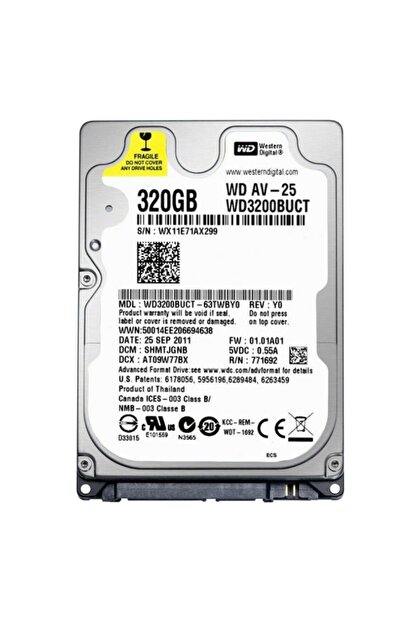 FRAGILE
DO NOT COVER
ANY DRIVE HOLES
WD Western Digital®
www.westerndigital.com
320GB
WD AV-25
WD3200BUCT
S/N : WX11E71AX299
MDL : WD3200BUCT-63TWBY0 REV : Y0
Product warranty will be void if seal, Do not press
label or cover is removed or damaged. on top cover.
WWN:50014EE206694638
DATE: 25 SEP 2011 FW : 01.01A01
DCM : SHMTJGNB 5VDC : 0.55A
DCX : AT09W77BX R/N : 771692
Advanced Format Drive-see www.wdc.com/advformat for details
U.S. Patents: 6178056, 5956196, 6289484, 6263459
Product of Thailand
Canada ICES-003 Class B/
NMB-003 Classe B
20
KCC-REM-
WDT-1692
CE
D33015 E101559 N3565
ECS